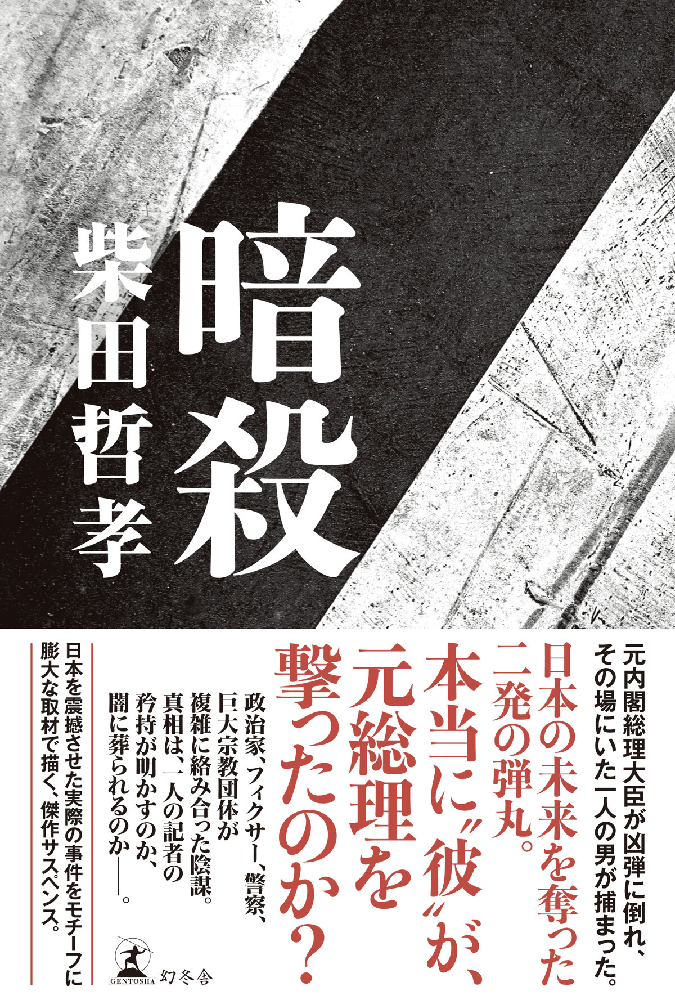 暗殺
柴田哲孝
元内閣総理大臣が凶弾に倒れ、
その場にいた一人の男が捕まった。
日本の未来を奪った
二発の弾丸。
本当に〝彼〟が、
元総理を
撃ったのか？
政治家、フィクサー、警察、
巨大宗教団体が
複雑に絡み合った陰謀。
真相は、一人の記者の
矜持が明かすのか、
闇に葬られるのか――。
日本を震撼させた実際の事件をモチーフに
膨大な取材で描く、傑作サスペンス。
GENTOSHA
幻冬舎